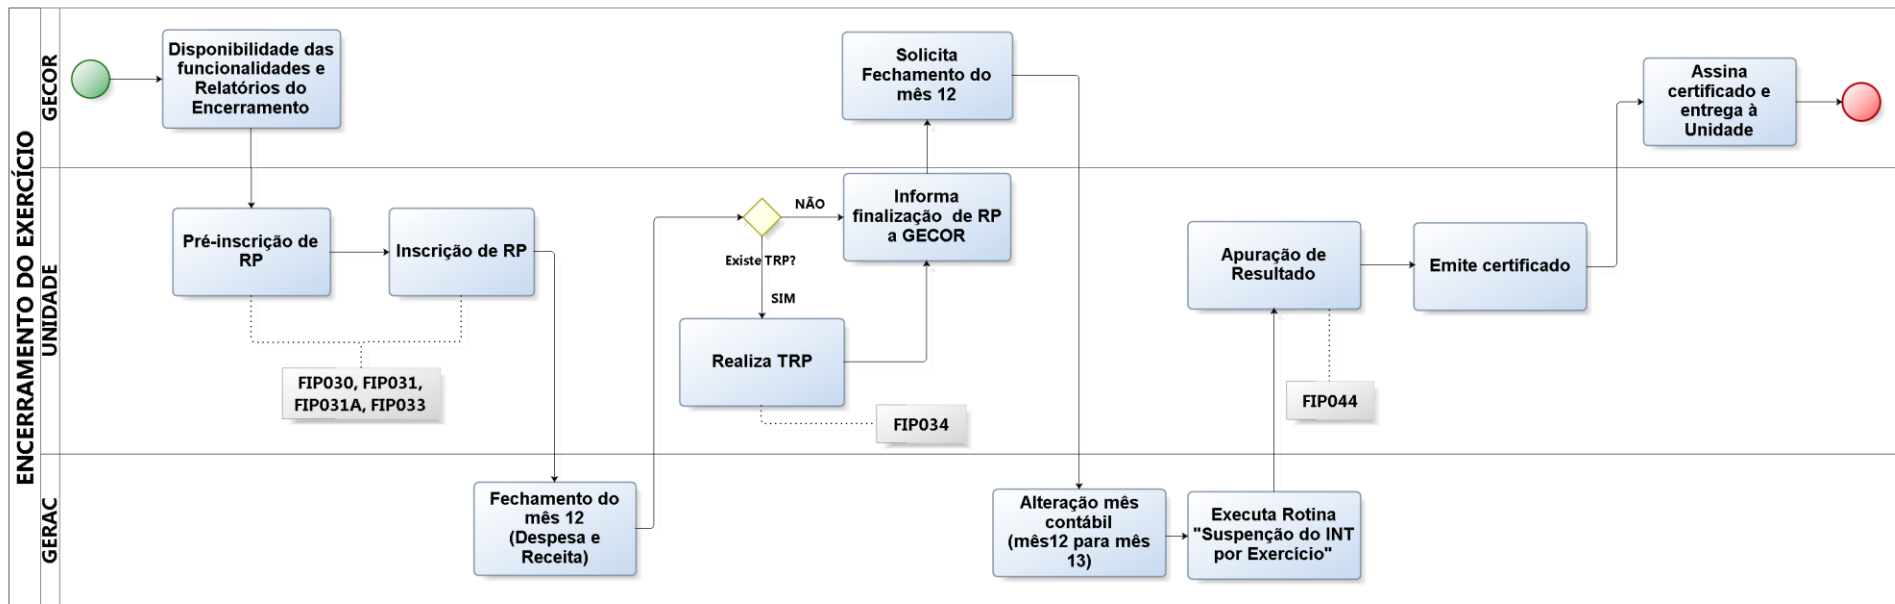 ENCERRAMENTO DO EXERCÍCIO
GECOR
Disponibilidade das
funcionalidades e
Relatórios do
Encerramento
Solicita
Fechamento do
mês 12
Assina
certificado e
entrega à
Unidade
UNIDADE
Pré-inscrição de
RP
Inscrição de RP
FIP030, FIP031,
FIP031A, FIP033
NÃO
Existe TRP?
SIM
Informa
finalização de RP
a GECOR
Realiza TRP
FIP034
Apuração de
Resultado
FIP044
Emite certificado
GERAC
Fechamento do
mês 12
(Despesa e
Receita)
Alteração mês
contábil
(mês12 para mês
13)
Executa Rotina
"Suspenção do INT
por Exercício"